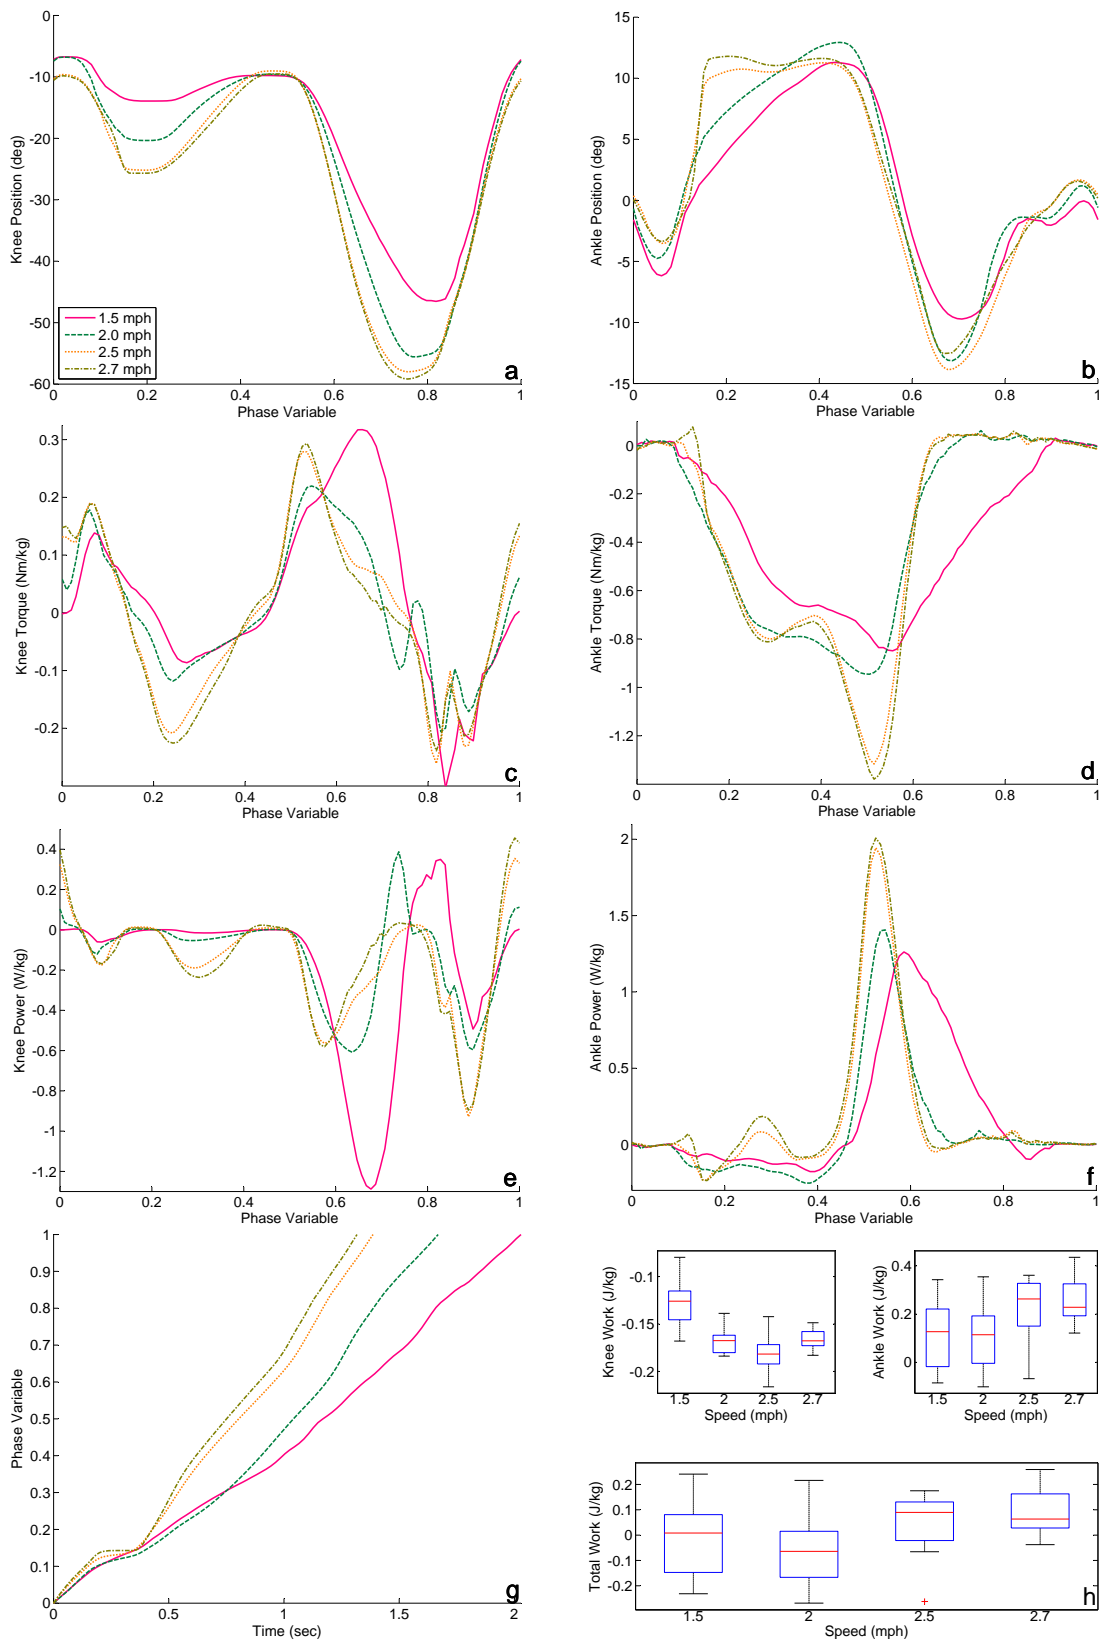 0
-10
-20
-30
-40
-50
-60
Knee Position (deg)
1.5 mph
2.0 mph
2.5 mph
2.7 mph
a
0 0.2 0.4 0.6 0.8 1
Phase Variable
15
10
5
0
-5
-10
-15
Ankle Position (deg)
b
0 0.2 0.4 0.6 0.8 1
Phase Variable
0.3
0.2
0.1
0
-0.1
-0.2
Knee Torque (Nm/kg)
c
0 0.2 0.4 0.6 0.8 1
Phase Variable
0
-0.2
-0.4
-0.6
-0.8
-1
-1.2
Ankle Torque (Nm/kg)
d
0 0.2 0.4 0.6 0.8 1
Phase Variable
0.4
0.2
0
-0.2
-0.4
-0.6
-0.8
-1
-1.2
Knee Power (W/kg)
e
0 0.2 0.4 0.6 0.8 1
Phase Variable
2
1.5
1
0.5
0
Ankle Power (W/kg)
f
0 0.2 0.4 0.6 0.8 1
Phase Variable
1
0.9
0.8
0.7
0.6
0.5
0.4
0.3
0.2
0.1
0
Phase Variable
g
0 0.5 1 1.5 2
Time (sec)
-0.1
-0.15
-0.2
Knee Work (J/kg)
1.5 2 2.5 2.7
Speed (mph)
0.4
0.2
0
Ankle Work (J/kg)
1.5 2 2.5 2.7
Speed (mph)
0.2
0.1
0
-0.1
-0.2
Total Work (J/kg)
h
1.5 2 2.5 2.7
Speed (mph)